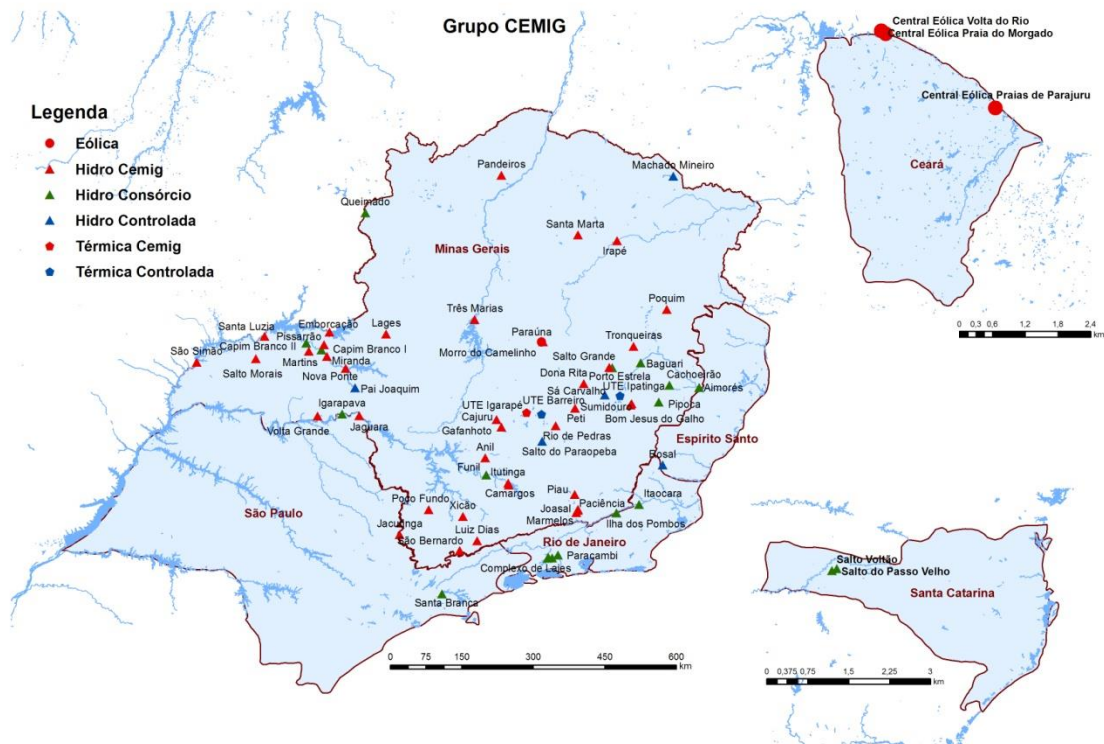 Grupo CEMIG
Legenda
Eólica
Hidro Cemig
Hidro Consórcio
Hidro Controlada
Térmica Cemig
Térmica Controlada
Central Eólica Volta do Rio
Central Eólica Praia do Morgado
Central Eólica Praias de Parajuru
Ceará
0 0,3 0,6 1,2 1,8 2,4
km
Pandeiros
Machado Mineiro
Queimado
Santa Marta
Minas Gerais
Irapé
Três Marias
Poquim
Santa Luzia
Emborcação
Lages
Pissarrão
Paraúna
Tronqueiras
São Simão
Capim Branco II
Capim Branco I
Morro do Camelinho
Martins
Miranda
Salto Grande
Baguari
Salto Morais
Nova Ponte
Dona Rita
Porto Estrela
Cachoeirão
Pai Joaquim
Sá Carvalho
UTE Ipatinga
Aimorés
Igarapava
UTE Igarapé
UTE Barreiro
Sumidouro
Pipoca
Volta Grande
Jaguara
Cajuru
Peti
Bom Jesus do Galho
Gafanhoto
Rio de Pedras
Espírito Santo
Anil
Salto do Paraopeba
Rosal
Funil
Itutinga
Camargos
Piau
Itaocara
Poço Fundo
Xicão
Joasal
Paciência
São Paulo
Marmelos
Ilha dos Pombos
Jacutinga
São Bernardo
Luiz Dias
Rio de Janeiro
Paracambi
Complexo de Lajes
Santa Branca
0 75 150 300 450 600
km
Salto Voltão
Salto do Passo Velho
Santa Catarina
0 0,375 0,75 1,5 2,25 3
km